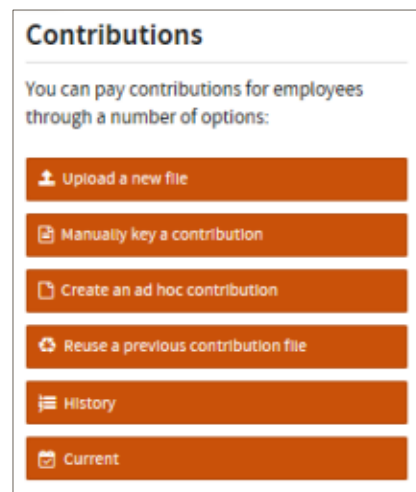 Contributions
You can pay contributions for employees
through a number of options:
Upload a new file
Manually key a contribution
Create an ad hoc contribution
Reuse a previous contribution file
History
Current